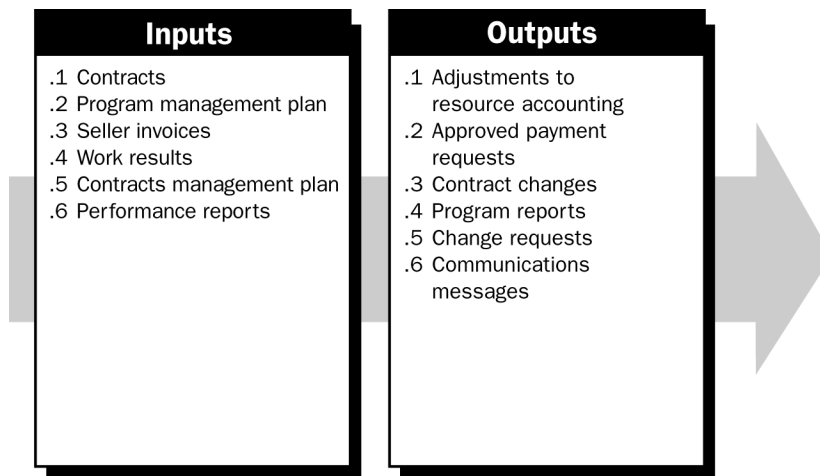 Inputs
.1 Contracts
.2 Program management plan
.3 Seller invoices
.4 Work results
.5 Contracts management plan
.6 Performance reports
Outputs
.1 Adjustments to
resource accounting
.2 Approved payment
requests
.3 Contract changes
.4 Program reports
.5 Change requests
.6 Communications
messages